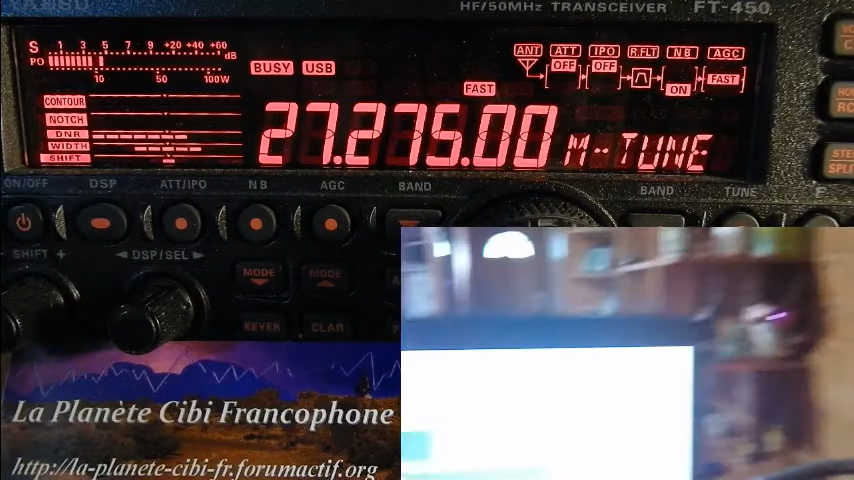 YAESU HF/50MHz TRANSCEIVER FT-450
S 1 3 5 7 9 +20 +40 +60 dB
PO 10 50 100W
BUSY USB
FAST
ANT ATT IPO R.FLT NB AGC
OFF OFF ON FAST
CONTOUR
NOTCH
DNR
WIDTH
SHIFT
27.275.00 M-TUNE
ON/OFF DSP ATT/IPO NB AGC BAND BAND TUNE
STEP
SPLIT
SHIFT + ◄ DSP/SEL ►
MODE MODE
KEYER CLAR
La Planète Cibi Francophone
http://la-planete-cibi-fr.forumactif.org